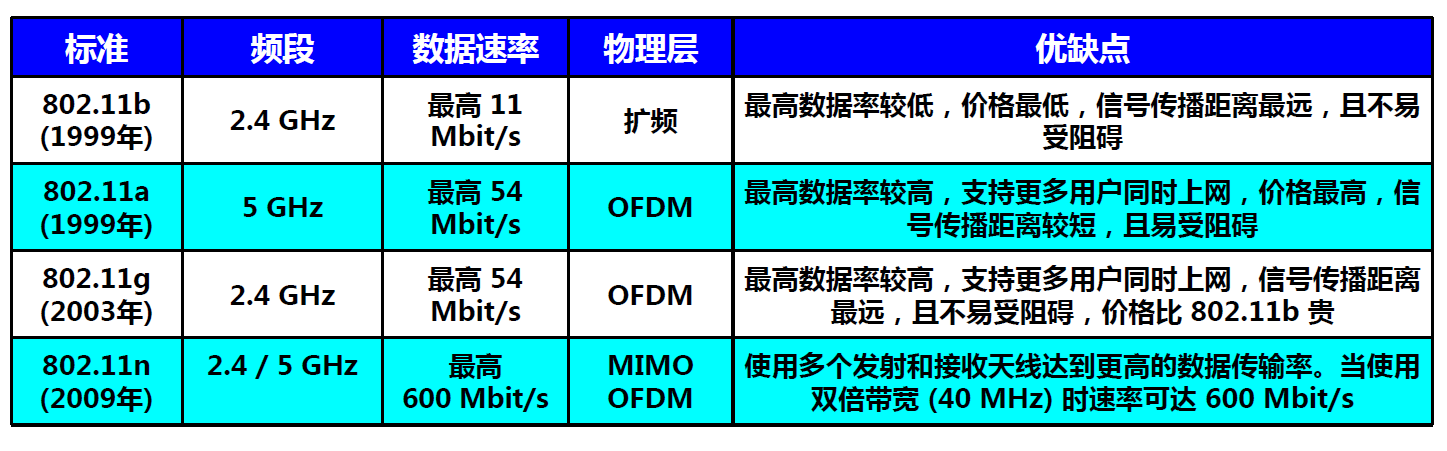 标准 频段 数据速率 物理层 优缺点
802.11b
(1999年)
2.4 GHz
最高 11
Mbit/s
扩频
最高数据率较低，价格最低，信号传播距离最远，且不易
受阻碍
802.11a
(1999年)
5 GHz
最高 54
Mbit/s
OFDM
最高数据率较高，支持更多用户同时上网，价格最高，信
号传播距离较短，且易受阻碍
802.11g
(2003年)
2.4 GHz
最高 54
Mbit/s
OFDM
最高数据率较高，支持更多用户同时上网，信号传播距离
最远，且不易受阻碍，价格比 802.11b 贵
802.11n
(2009年)
2.4 / 5 GHz
最高
600 Mbit/s
MIMO
OFDM
使用多个发射和接收天线达到更高的数据传输率。当使用
双倍带宽 (40 MHz) 时速率可达 600 Mbit/s